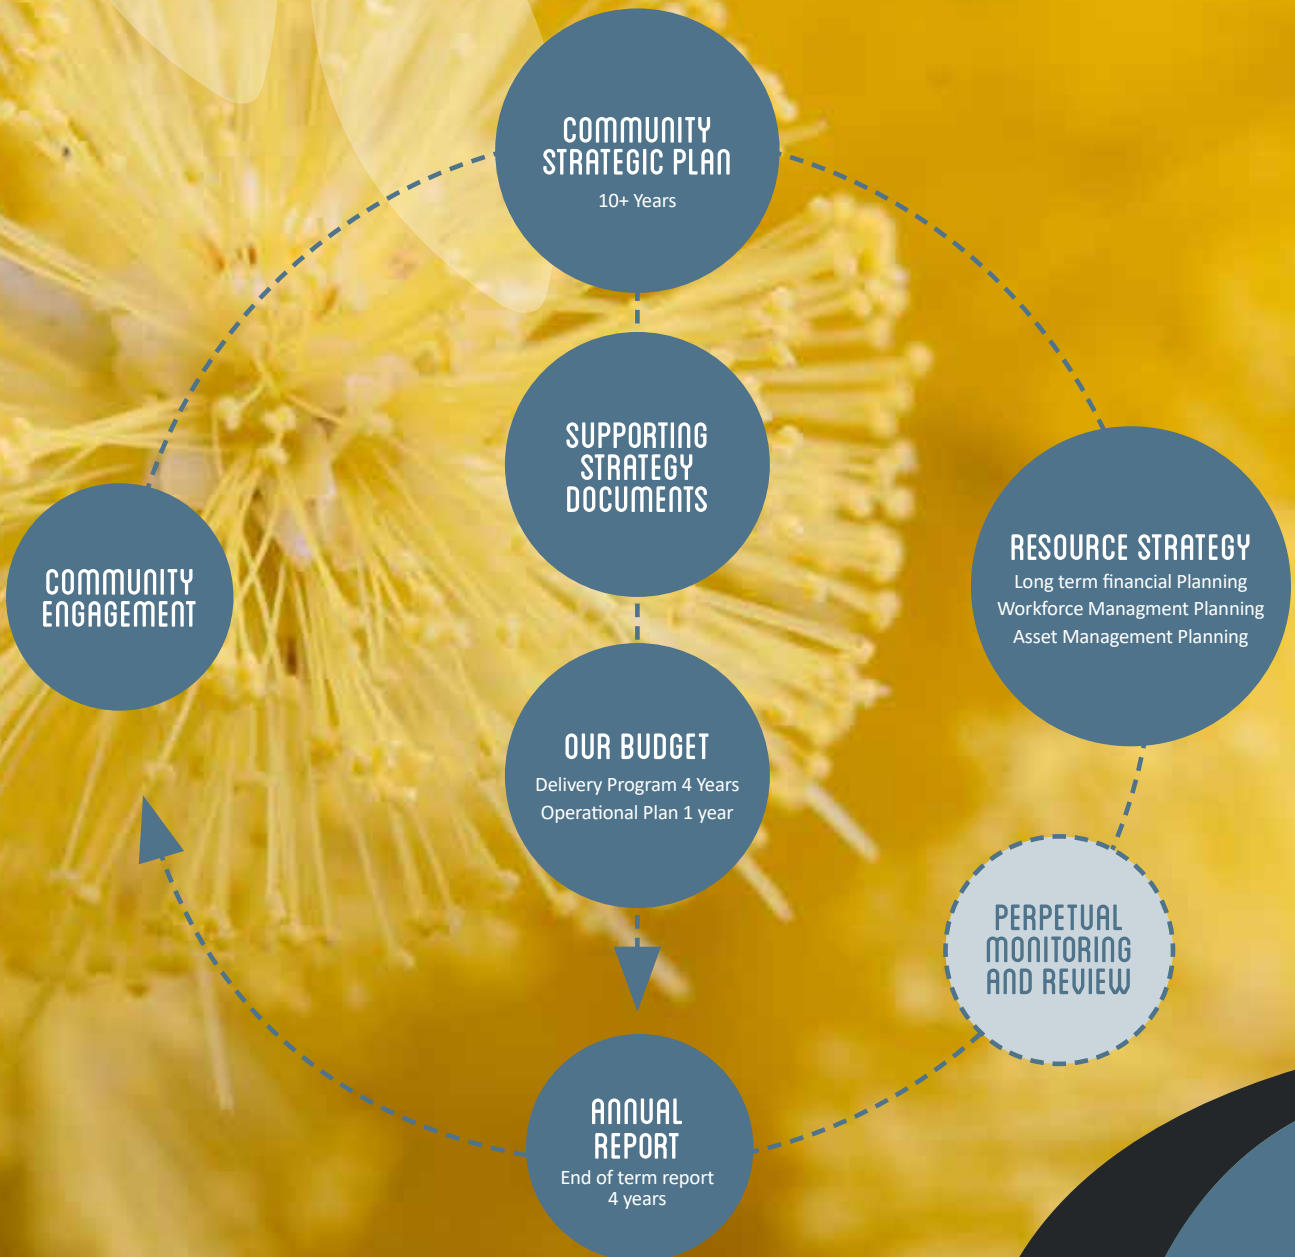 COMMUNITY
STRATEGIC PLAN
10+ Years
SUPPORTING
STRATEGY
DOCUMENTS
COMMUNITY
ENGAGEMENT
RESOURCE STRATEGY
Long term financial Planning
Workforce Managment Planning
Asset Management Planning
OUR BUDGET
Delivery Program 4 Years
Operational Plan 1 year
PERPETUAL
MONITORING
AND REVIEW
ANNUAL
REPORT
End of term report
4 years